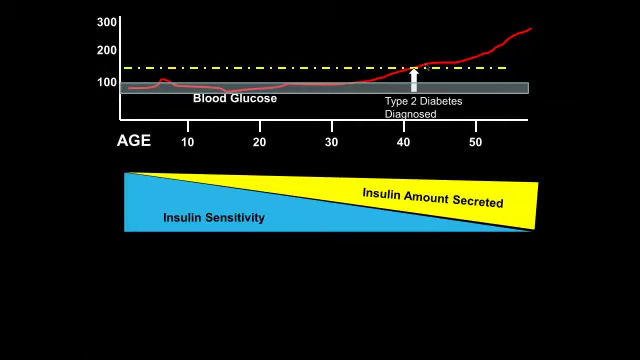 300
200
100
Blood Glucose
Type 2 Diabetes
Diagnosed
AGE 10 20 30 40 50
Insulin Amount Secreted
Insulin Sensitivity